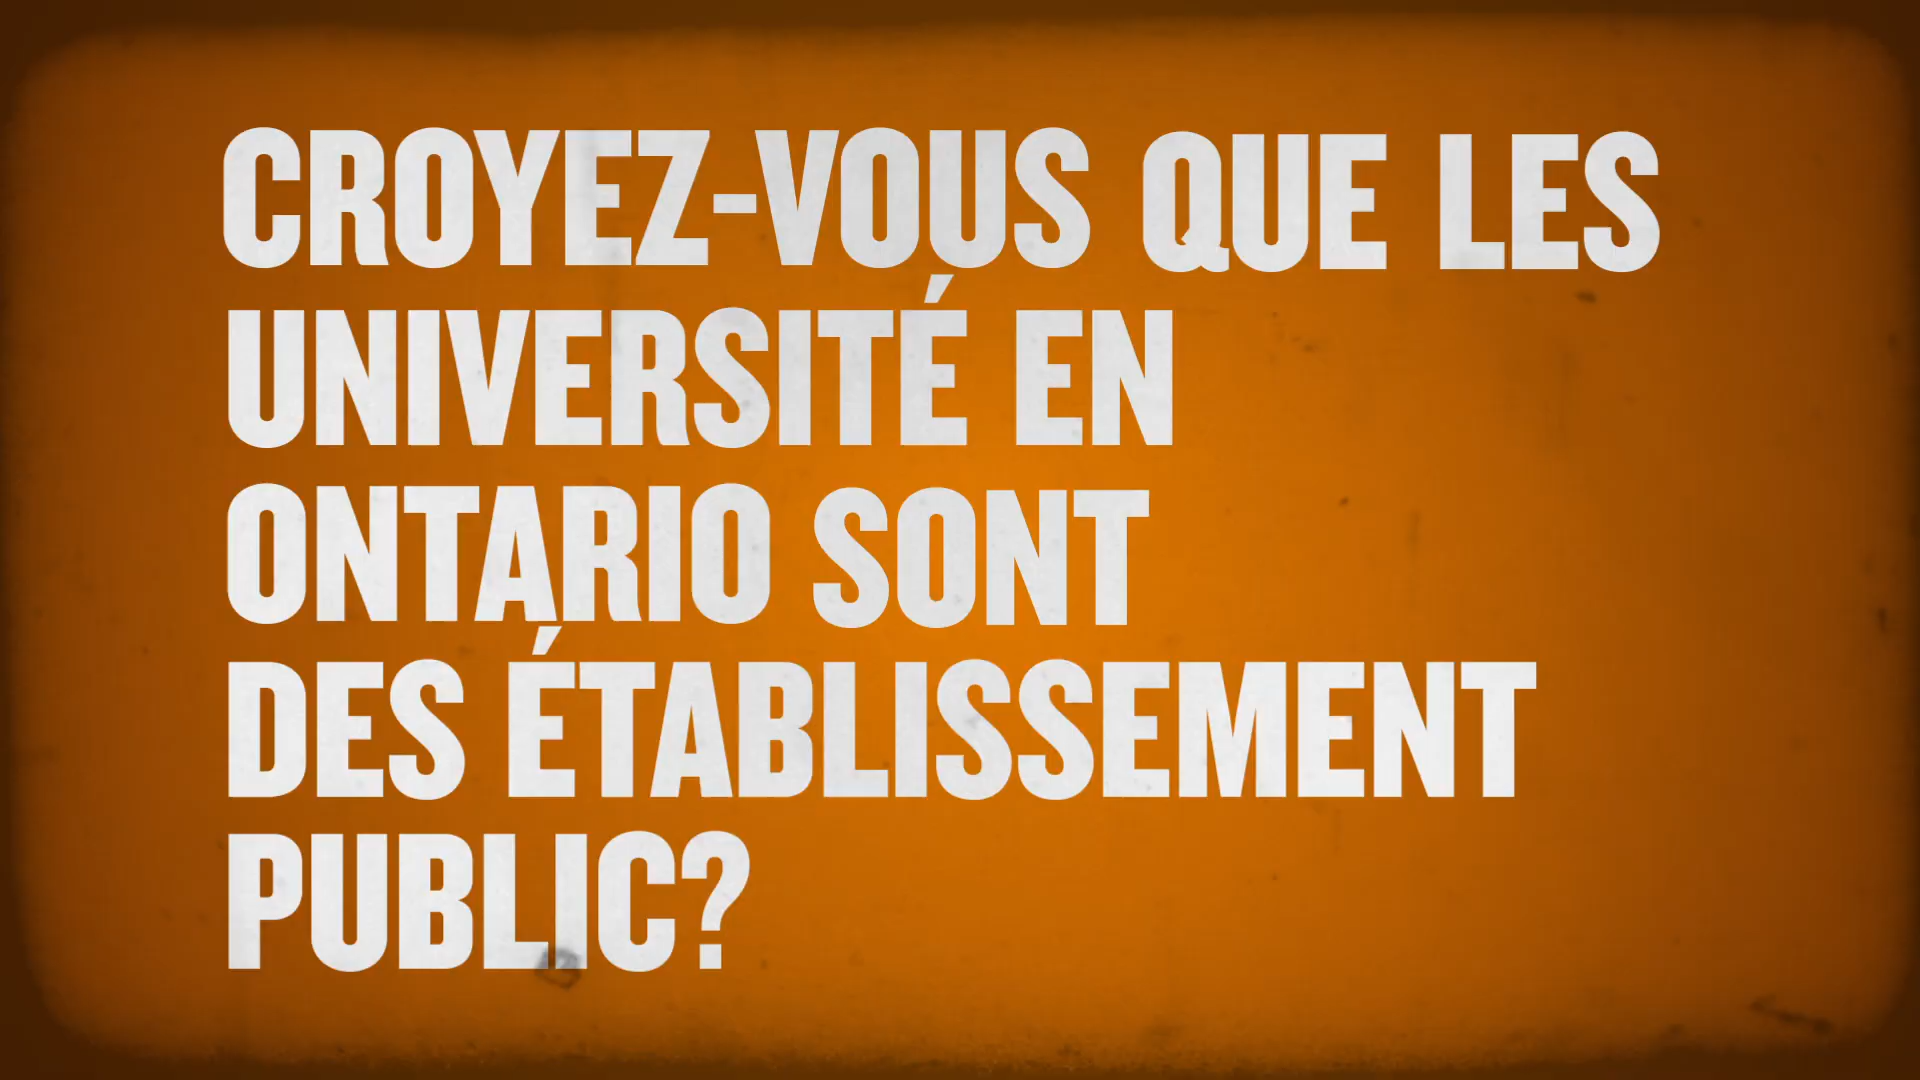 CROYEZ-VOUS QUE LES
UNIVERSITÉ EN
ONTARIO SONT
DES ÉTABLISSEMENT
PUBLIC?